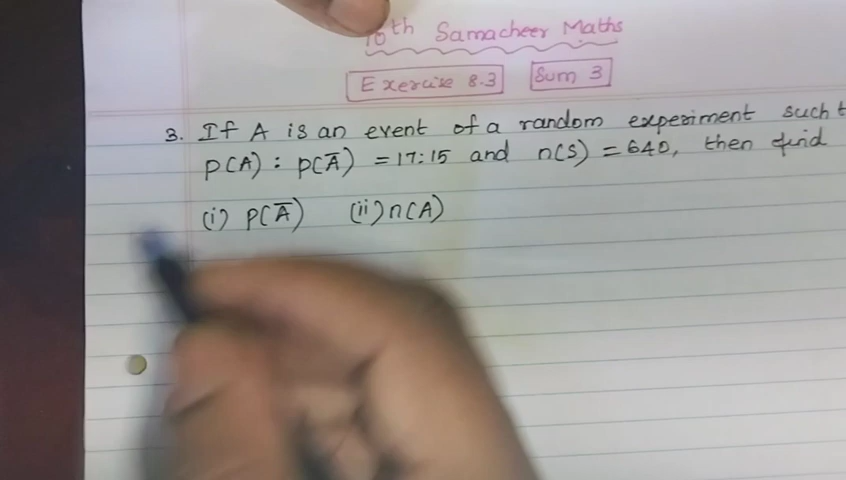 10th Samacheer Maths
Exercise 8.3 Sum 3
3. If A is an event of a random experiment such
P(A) : P(A̅) = 17:15 and n(S) = 640, then find
(i) P(A̅) (ii) n(A)